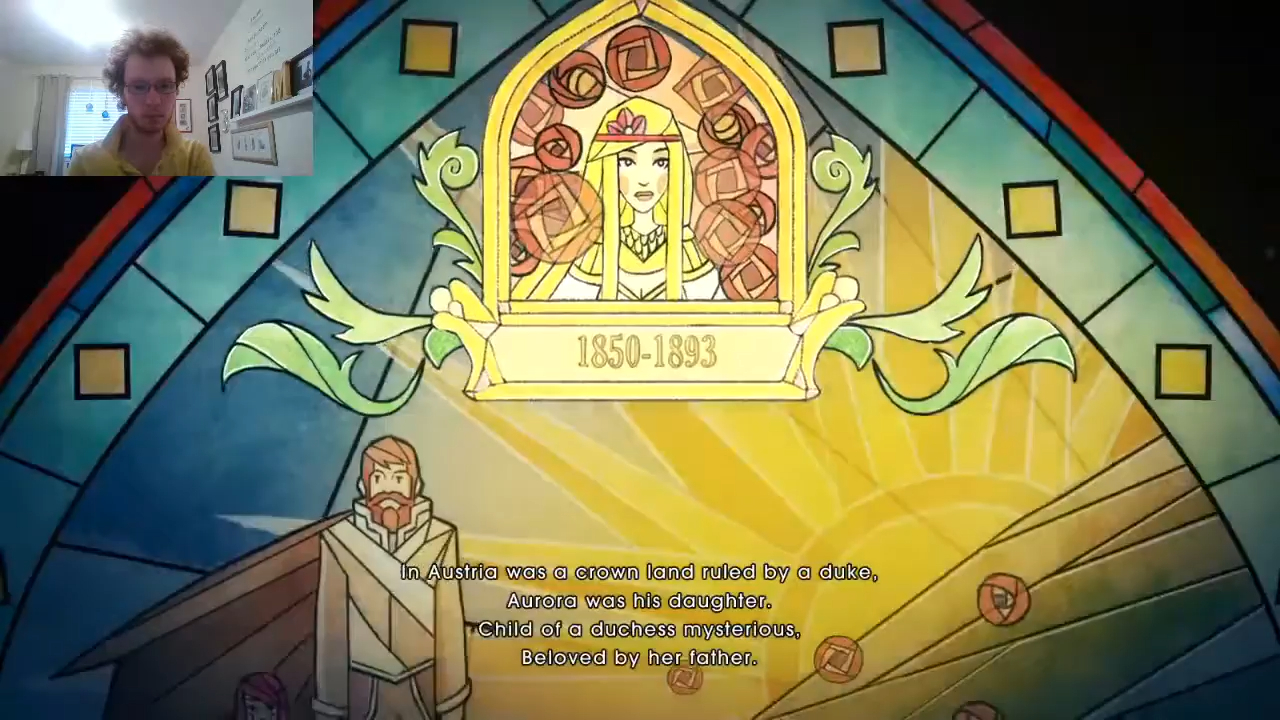 1850-1893
In Austria was a crown land ruled by a duke,
Aurora was his daughter.
Child of a duchess mysterious,
Beloved by her father.